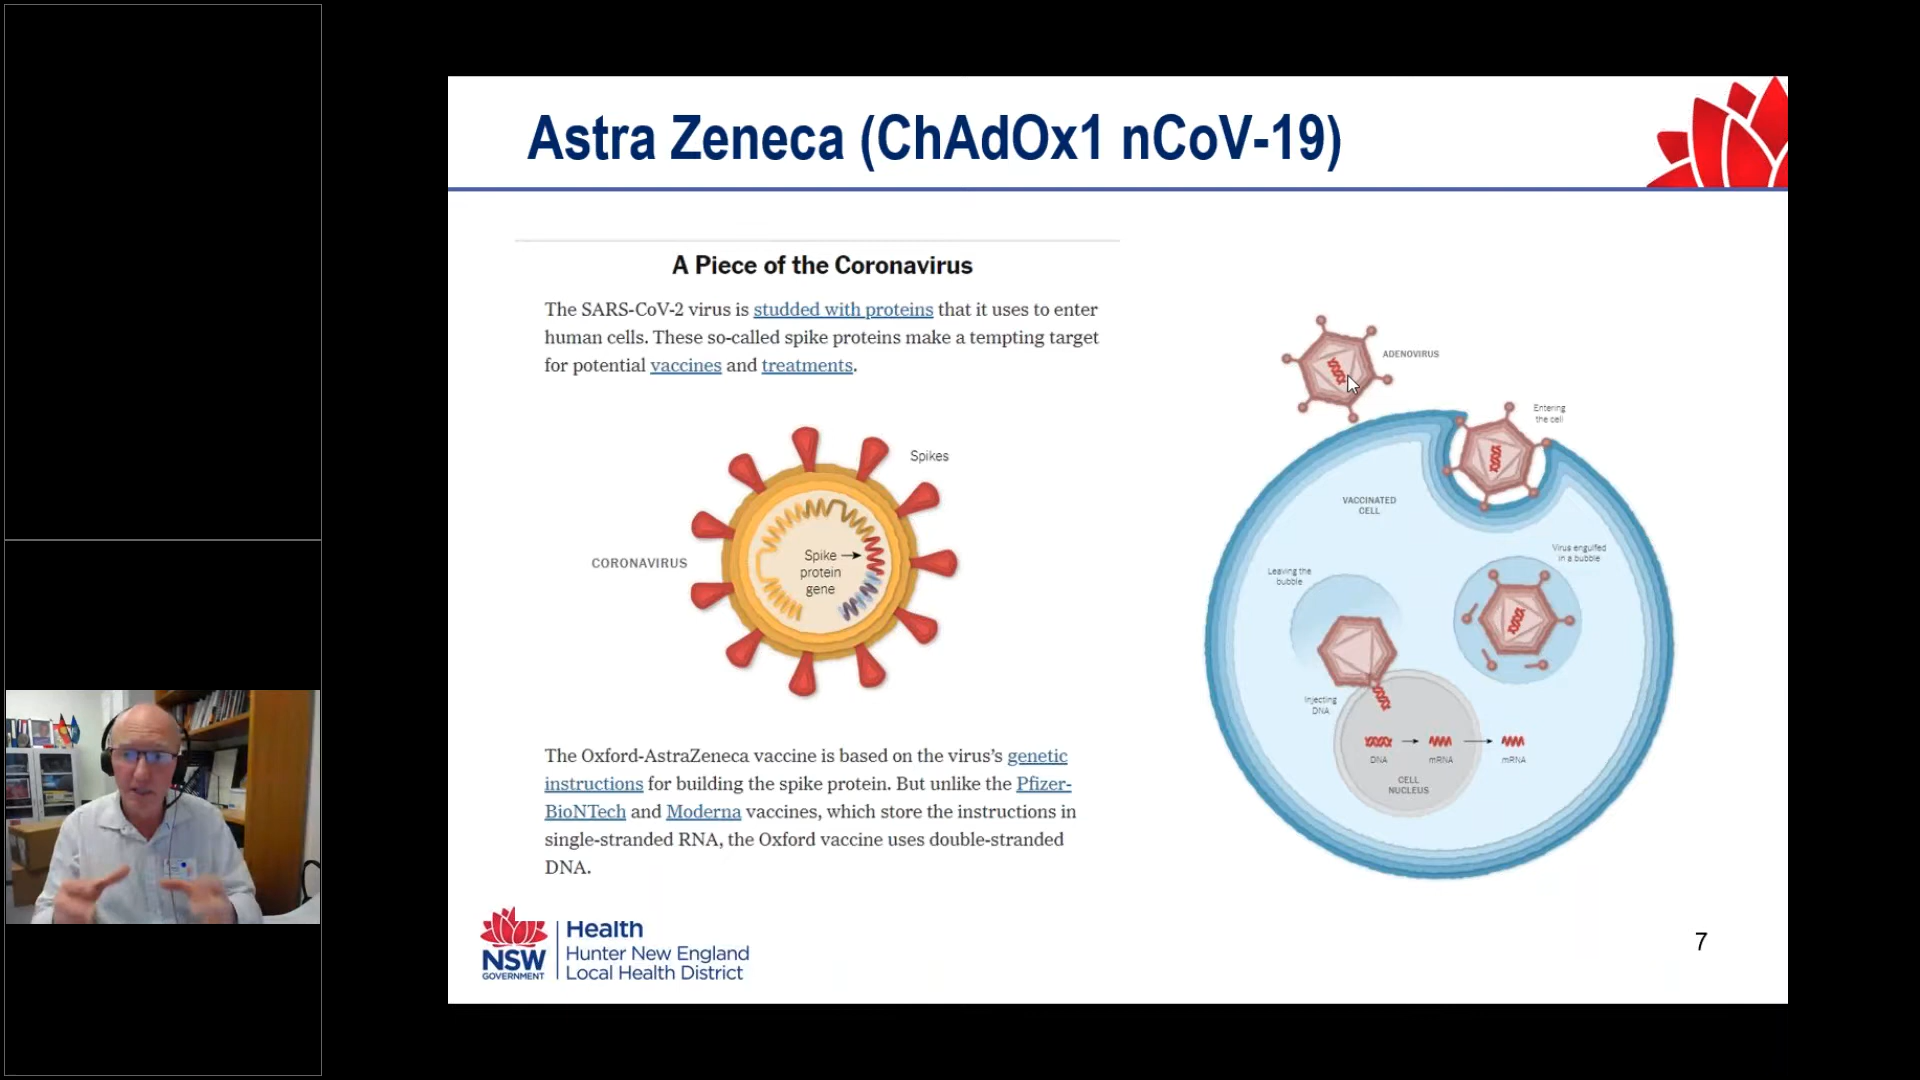 Astra Zeneca (ChAdOx1 nCoV-19)
A Piece of the Coronavirus
The SARS-CoV-2 virus is studded with proteins that it uses to enter
human cells. These so-called spike proteins make a tempting target
for potential vaccines and treatments.
Spikes
CORONAVIRUS
Spike
protein
gene
The Oxford-AstraZeneca vaccine is based on the virus’s genetic
instructions for building the spike protein. But unlike the Pfizer-
BioNTech and Moderna vaccines, which store the instructions in
single-stranded RNA, the Oxford vaccine uses double-stranded
DNA.
ADENOVIRUS
Entering
the cell
VACCINATED
CELL
Virus engulfed
in a bubble
Leaving the
bubble
Injecting
DNA
DNA
mRNA
mRNA
CELL
NUCLEUS
NSW
GOVERNMENT
Health
Hunter New England
Local Health District
7